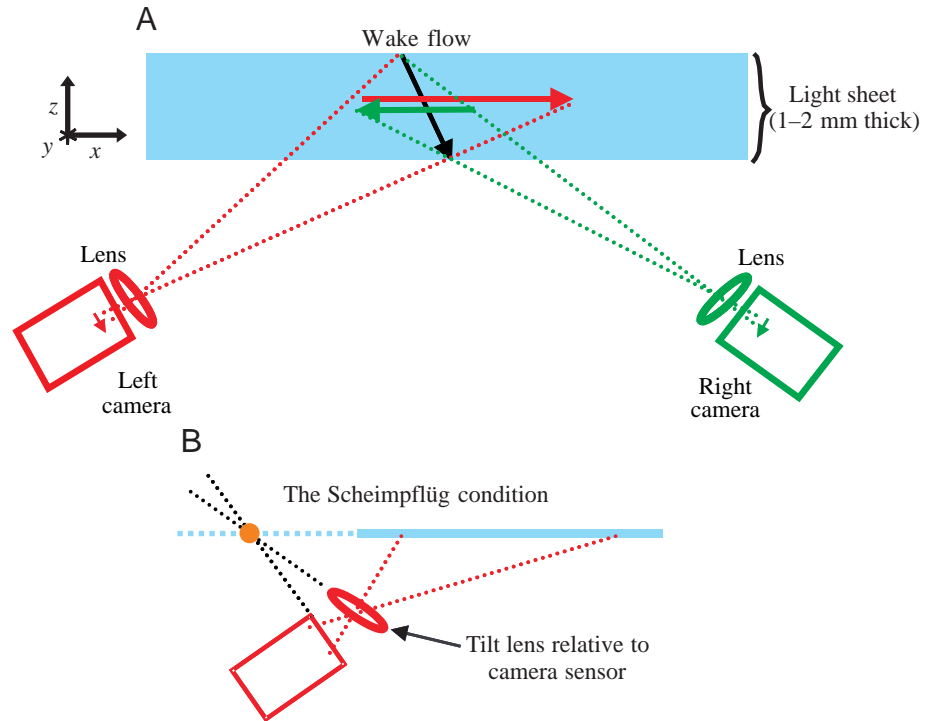 A
Wake flow
Light sheet
(1–2 mm thick)
z
y
x
Lens
Lens
Left
camera
Right
camera
B
The Scheimpflüg condition
Tilt lens relative to
camera sensor